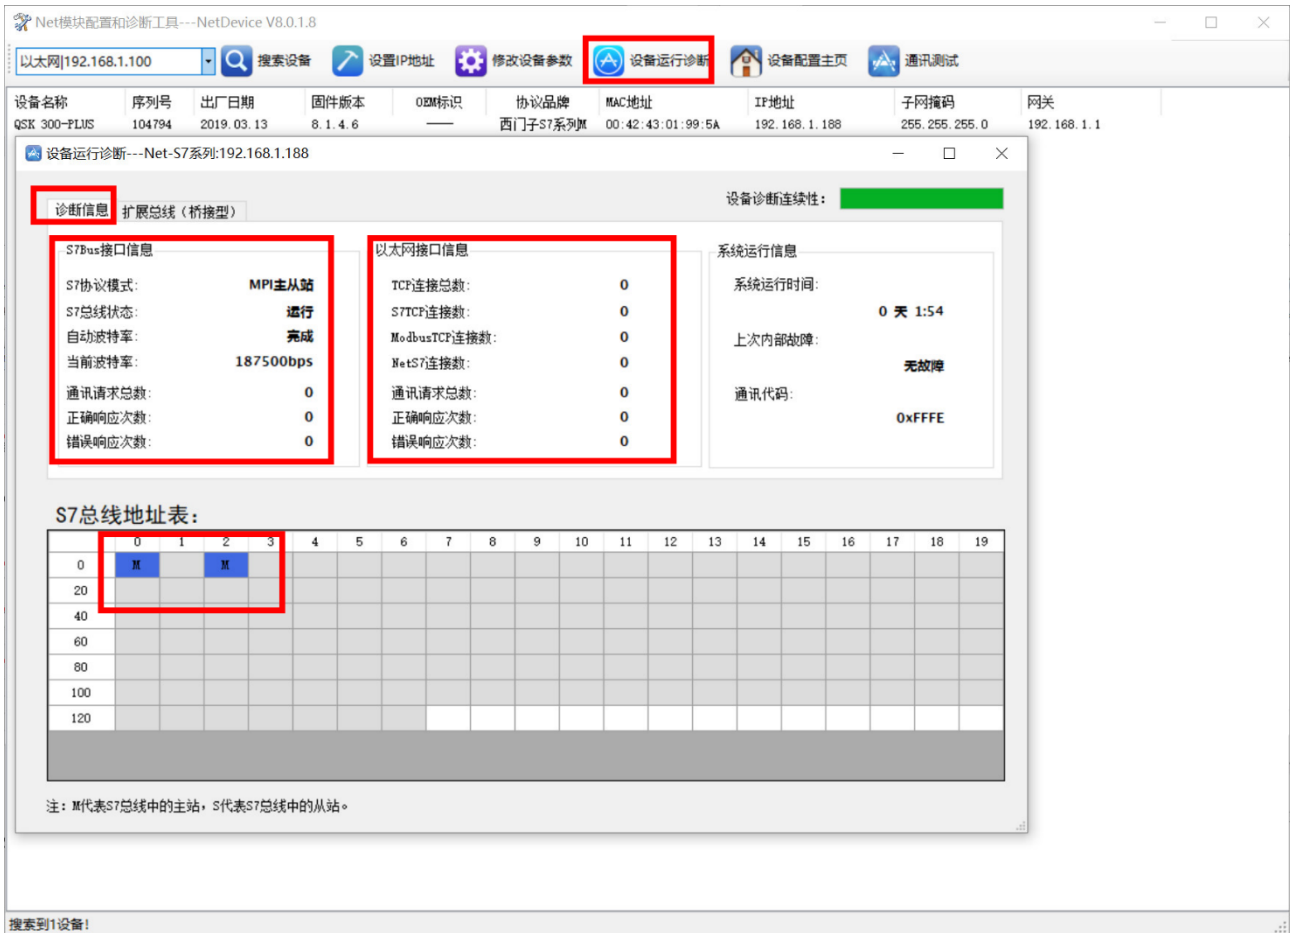 Net模块配置和诊断工具---NetDevice V8.0.1.8
以太网|192.168.1.100 搜索设备 设置IP地址 修改设备参数 设备运行诊断 设备配置主页 通讯测试
设备名称 序列号 出厂日期 固件版本 OEM标识 协议品牌 MAC地址 IP地址 子网掩码 网关
QSK 300-PLUS 104794 2019.03.13 8.1.4.6 —— 西门子S7系列M 00:42:43:01:99:5A 192.168.1.188 255.255.255.0 192.168.1.1
设备运行诊断---Net-S7系列:192.168.1.188
诊断信息 扩展总线（桥接型） 设备诊断连续性：
S7Bus接口信息 以太网接口信息 系统运行信息
S7协议模式: MPI主从站 TCP连接总数: 0 系统运行时间:
S7总线状态: 运行 S7TCP连接数: 0 0 天 1:54
自动波特率: 完成 ModbusTCP连接数: 0 上次内部故障:
当前波特率: 187500bps NetS7连接数: 0 无故障
通讯请求总数: 0 通讯请求总数: 0 通讯代码:
正确响应次数: 0 正确响应次数: 0 0xFFFE
错误响应次数: 0 错误响应次数: 0
S7总线地址表：
0 1 2 3 4 5 6 7 8 9 10 11 12 13 14 15 16 17 18 19
0 M M
20
40
60
80
100
120
注：M代表S7总线中的主站，S代表S7总线中的从站。
搜索到1设备!